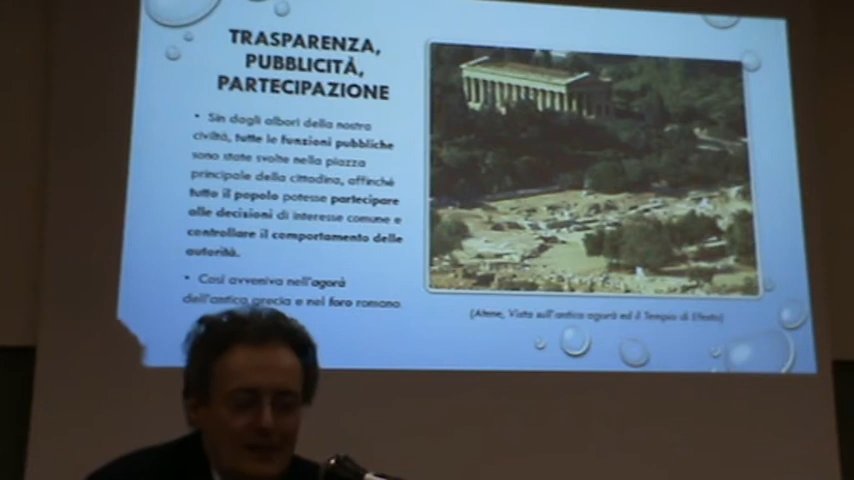 TRASPARENZA,
PUBBLICITÀ,
PARTECIPAZIONE
• Sin dagli albori della nostra
civiltà, tutte le funzioni pubbliche
sono state svolte nella piazza
principale della cittadina, affinché
tutto il popolo potesse partecipare
alle decisioni di interesse comune e
controllare il comportamento delle
autorità.
• Così avveniva nell'agorà
dell'antica grecia e nel foro romano.
(Atene, Vista sull'antica agorà ed il Tempio di Efesto)